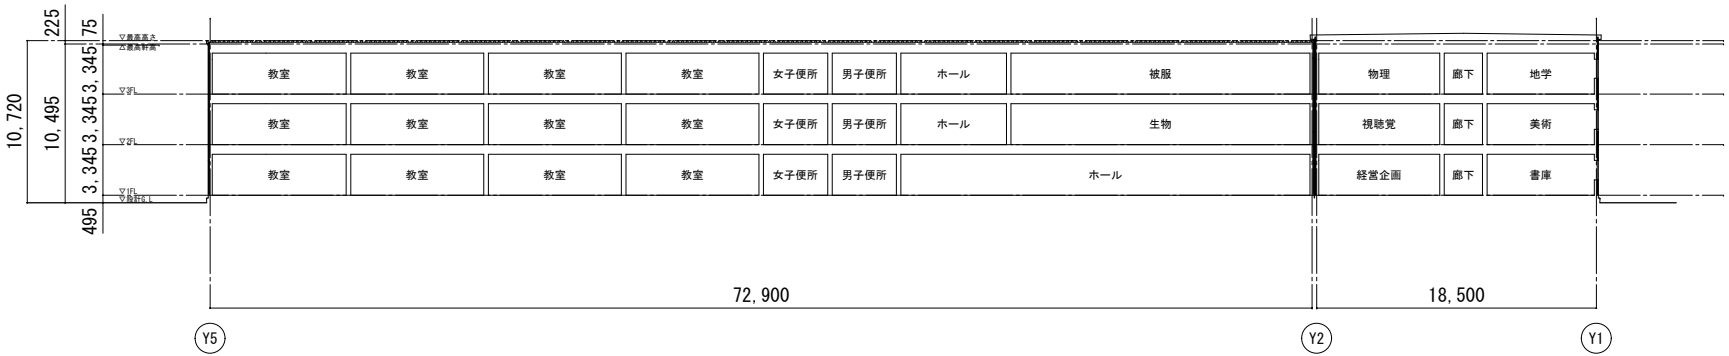 225
75
▽最高高さ
△最高軒高
10,720
10,495
3,345
3,345
3,345
495
▽3FL
▽2FL
▽1FL
▽設計G.L
教室 教室 教室 教室 女子便所 男子便所 ホール 被服 物理 廊下 地学
教室 教室 教室 教室 女子便所 男子便所 ホール 生物 視聴覚 廊下 美術
教室 教室 教室 教室 女子便所 男子便所 ホール 経営企画 廊下 書庫
72,900 18,500
Y5 Y2 Y1